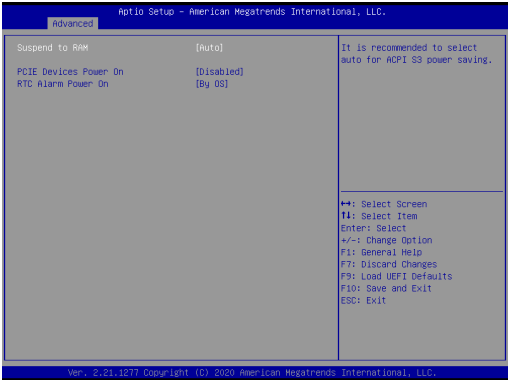 Aptio Setup – American Megatrends International, LLC.
Advanced
Suspend to RAM [Auto]
PCIE Devices Power On [Disabled]
RTC Alarm Power On [By OS]
It is recommended to select
auto for ACPI S3 power saving.
↔: Select Screen
↑↓: Select Item
Enter: Select
+/-: Change Option
F1: General Help
F7: Discard Changes
F9: Load UEFI Defaults
F10: Save and Exit
ESC: Exit
Ver. 2.21.1277 Copyright (C) 2020 American Megatrends International, LLC.